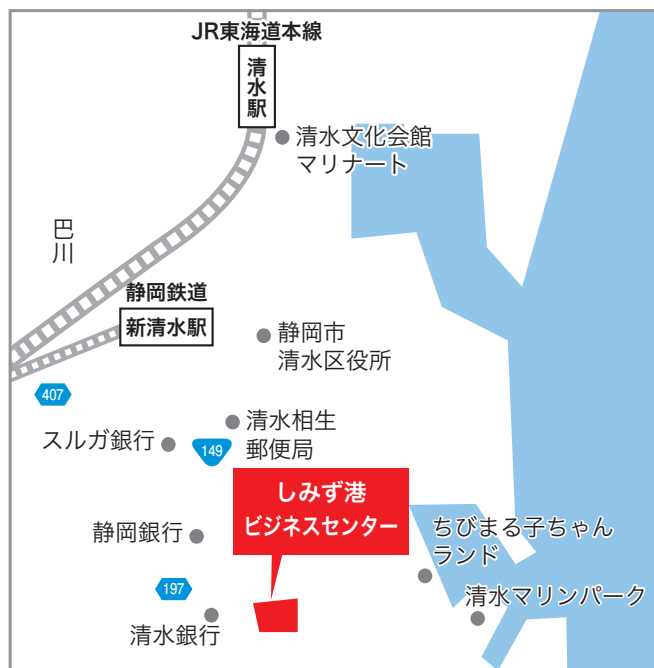 JR東海道本線
清水駅
清水文化会館
マリナート
巴川
静岡鉄道
新清水駅
静岡市
清水区役所
407
清水相生
郵便局
スルガ銀行
149
しみず港
ビジネスセンター
静岡銀行
ちびまる子ちゃん
ランド
197
清水マリンパーク
清水銀行